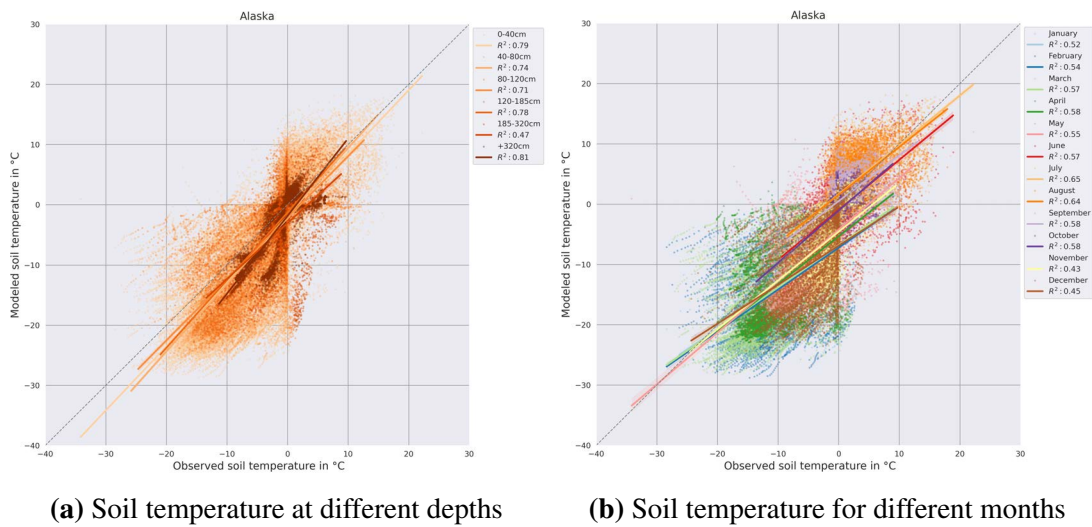 Alaska
30
20
10
0
−10
−20
−30
−40
−40 −30 −20 −10 0 10 20 30
Modeled soil temperature in °C
Observed soil temperature in °C
0-40cm
R²: 0.79
40-80cm
R²: 0.74
80-120cm
R²: 0.71
120-185cm
R²: 0.78
185-320cm
R²: 0.47
+320cm
R²: 0.81
(a) Soil temperature at different depths
Alaska
30
20
10
0
−10
−20
−30
−40
−40 −30 −20 −10 0 10 20 30
Modeled soil temperature in °C
Observed soil temperature in °C
January
R²: 0.52
February
R²: 0.54
March
R²: 0.57
April
R²: 0.58
May
R²: 0.55
June
R²: 0.57
July
R²: 0.65
August
R²: 0.64
September
R²: 0.58
October
R²: 0.58
November
R²: 0.43
December
R²: 0.45
(b) Soil temperature for different months